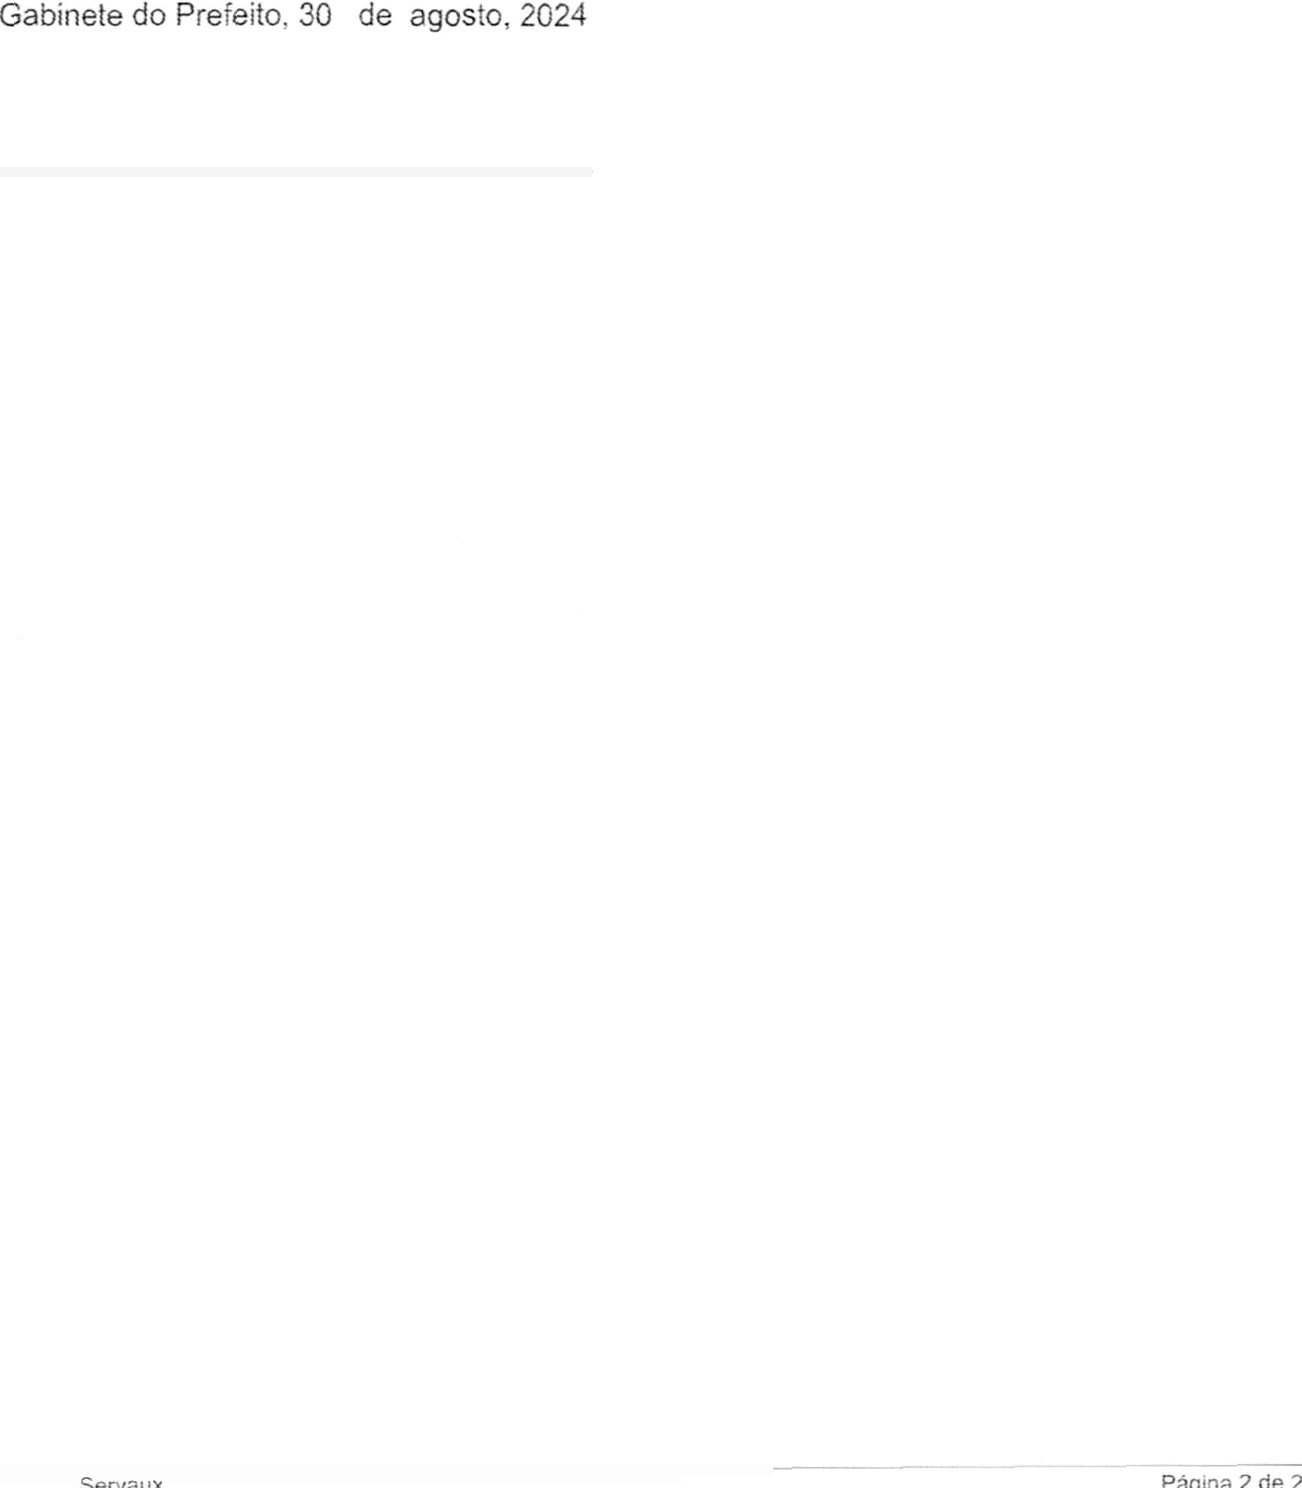 Gabinete do Prefeito, 30 de agosto, 2024
Servaux
Página 2 de 2